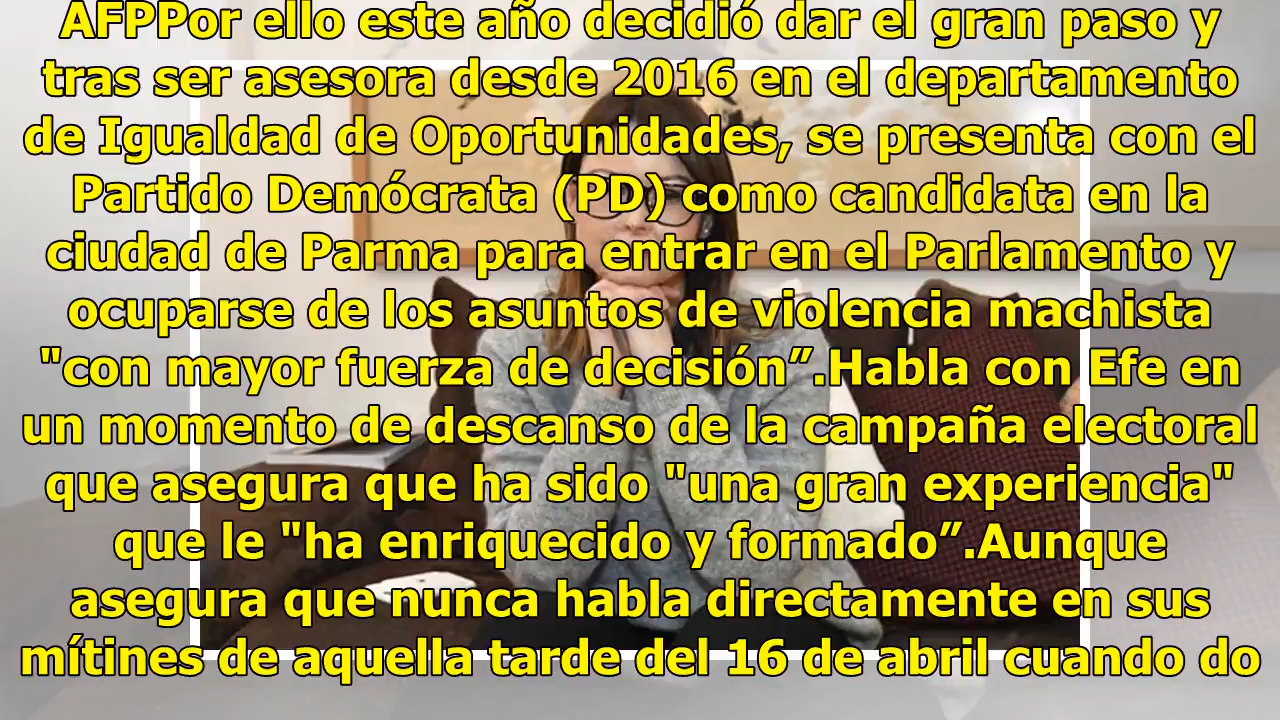 AFPPor ello este año decidió dar el gran paso y
tras ser asesora desde 2016 en el departamento
de Igualdad de Oportunidades, se presenta con el
Partido Demócrata (PD) como candidata en la
ciudad de Parma para entrar en el Parlamento y
ocuparse de los asuntos de violencia machista
"con mayor fuerza de decisión”.Habla con Efe en
un momento de descanso de la campaña electoral
que asegura que ha sido "una gran experiencia"
que le "ha enriquecido y formado”.Aunque
asegura que nunca habla directamente en sus
mítines de aquella tarde del 16 de abril cuando do